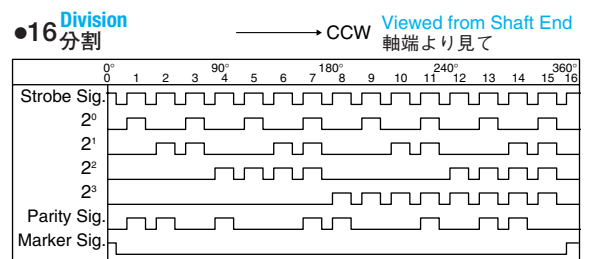 ●16 Division 分割 → CCW Viewed from Shaft End 軸端より見て
0° 90° 180° 240° 360°
0 1 2 3 4 5 6 7 8 9 10 11 12 13 14 15 16
Strobe Sig.
2⁰
2¹
2²
2³
Parity Sig.
Marker Sig.